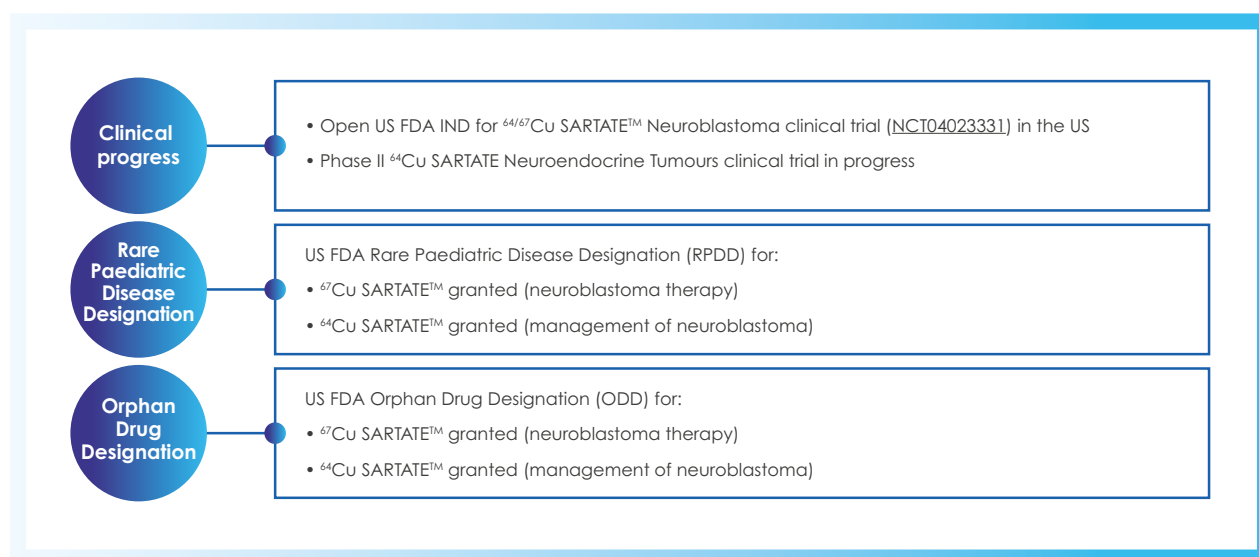 Clinical
progress
• Open US FDA IND for ⁶⁴/⁶⁷Cu SARTATE™ Neuroblastoma clinical trial (NCT04023331) in the US
• Phase II ⁶⁴Cu SARTATE Neuroendocrine Tumours clinical trial in progress
Rare
Paediatric
Disease
Designation
US FDA Rare Paediatric Disease Designation (RPDD) for:
• ⁶⁷Cu SARTATE™ granted (neuroblastoma therapy)
• ⁶⁴Cu SARTATE™ granted (management of neuroblastoma)
Orphan
Drug
Designation
US FDA Orphan Drug Designation (ODD) for:
• ⁶⁷Cu SARTATE™ granted (neuroblastoma therapy)
• ⁶⁴Cu SARTATE™ granted (management of neuroblastoma)